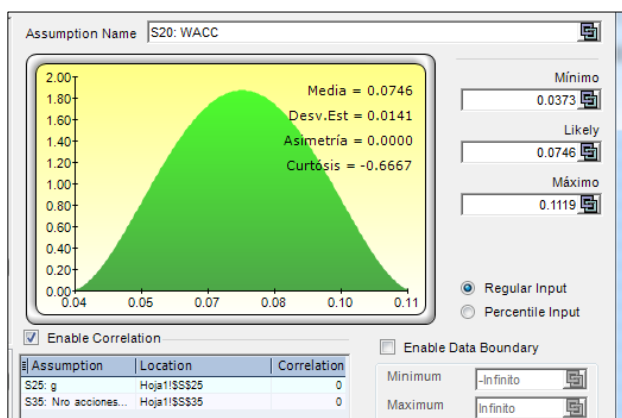 Assumption Name S20: WACC
2.00
1.80
1.60
1.40
1.20
1.00
0.80
0.60
0.40
0.20
0.00
0.04 0.05 0.07 0.08 0.10 0.11
Media = 0.0746
Desv.Est = 0.0141
Asimetría = 0.0000
Curtósis = -0.6667
Mínimo
0.0373
Likely
0.0746
Máximo
0.1119
Regular Input
Percentile Input
Enable Correlation
Assumption Location Correlation
S25: g Hoja1!$S$25 0
S35: Nro acciones... Hoja1!$S$35 0
Enable Data Boundary
Minimum -Infinito
Maximum Infinito